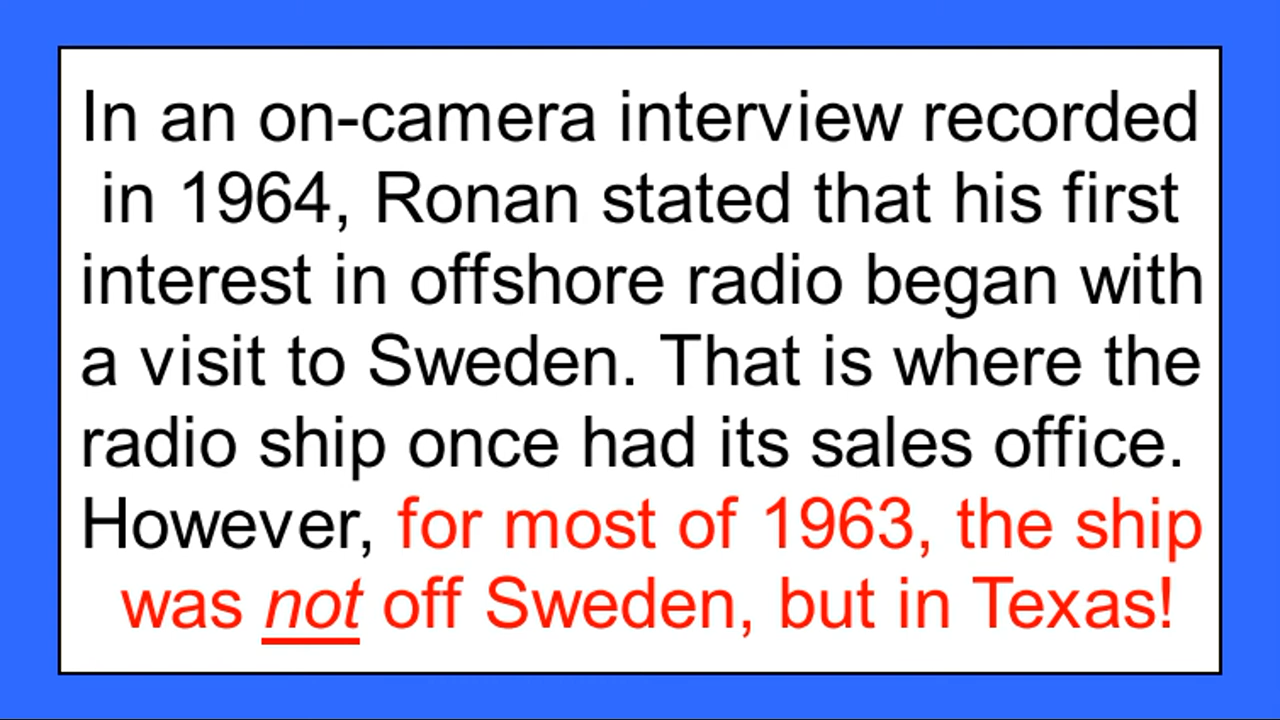 In an on-camera interview recorded
in 1964, Ronan stated that his first
interest in offshore radio began with
a visit to Sweden. That is where the
radio ship once had its sales office.
However, for most of 1963, the ship
was not off Sweden, but in Texas!